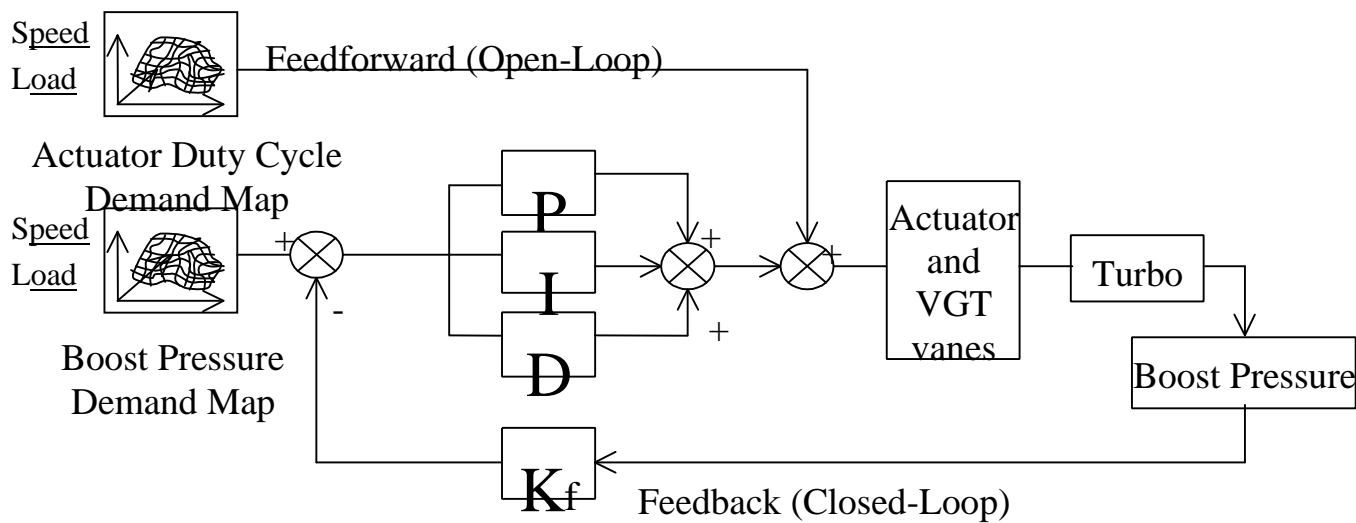 Speed
Load
Feedforward (Open-Loop)
Actuator Duty Cycle
Demand Map
Speed
Load
+
-
Boost Pressure
Demand Map
P
I
D
+
+
+
Actuator
and
VGT
vanes
Turbo
Boost Pressure
Kf
Feedback (Closed-Loop)